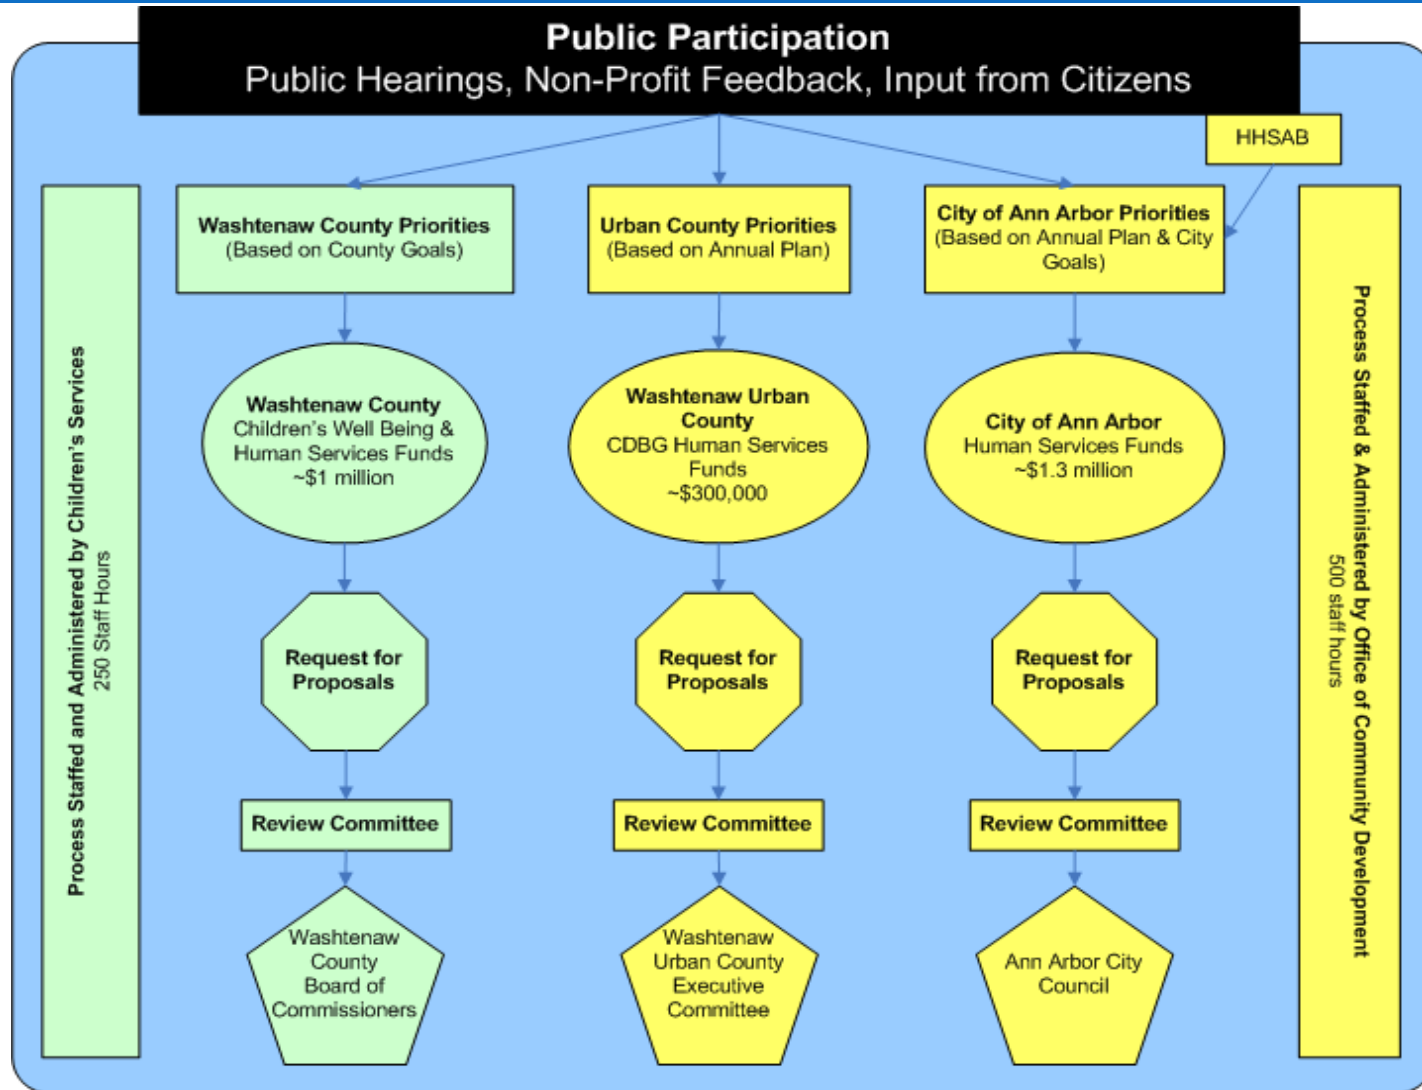 Public Participation
Public Hearings, Non-Profit Feedback, Input from Citizens
HHSAB
Process Staffed and Administered by Children's Services
250 Staff Hours
Washtenaw County Priorities
(Based on County Goals)
Urban County Priorities
(Based on Annual Plan)
City of Ann Arbor Priorities
(Based on Annual Plan & City
Goals)
Process Staffed & Administered by Office of Community Development
500 staff hours
Washtenaw County
Children's Well Being &
Human Services Funds
~$1 million
Washtenaw Urban
County
CDBG Human Services
Funds
~$300,000
City of Ann Arbor
Human Services Funds
~$1.3 million
Request for
Proposals
Request for
Proposals
Request for
Proposals
Review Committee
Review Committee
Review Committee
Washtenaw
County
Board of
Commissioners
Washtenaw
Urban County
Executive
Committee
Ann Arbor City
Council